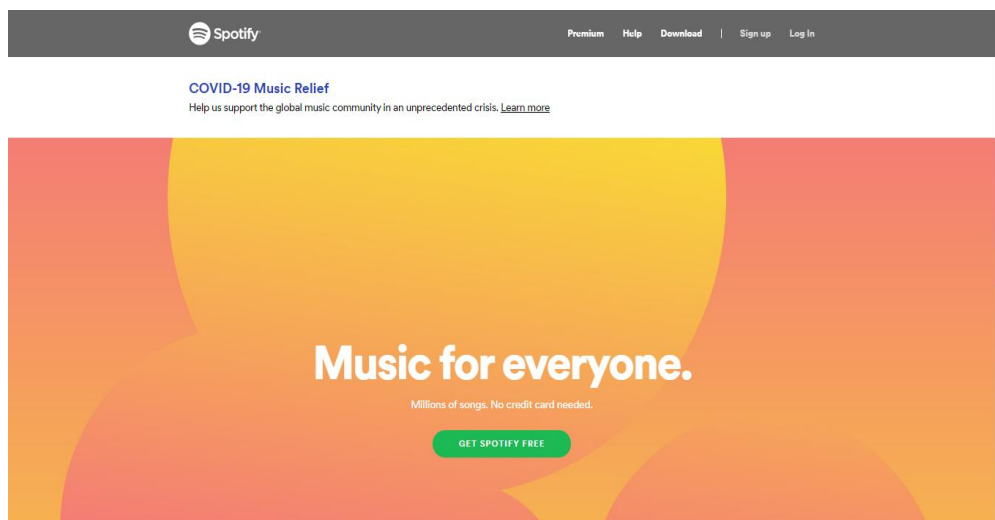 Spotify
Premium Help Download | Sign up Log In
COVID-19 Music Relief
Help us support the global music community in an unprecedented crisis. Learn more
Music for everyone.
Millions of songs. No credit card needed.
GET SPOTIFY FREE